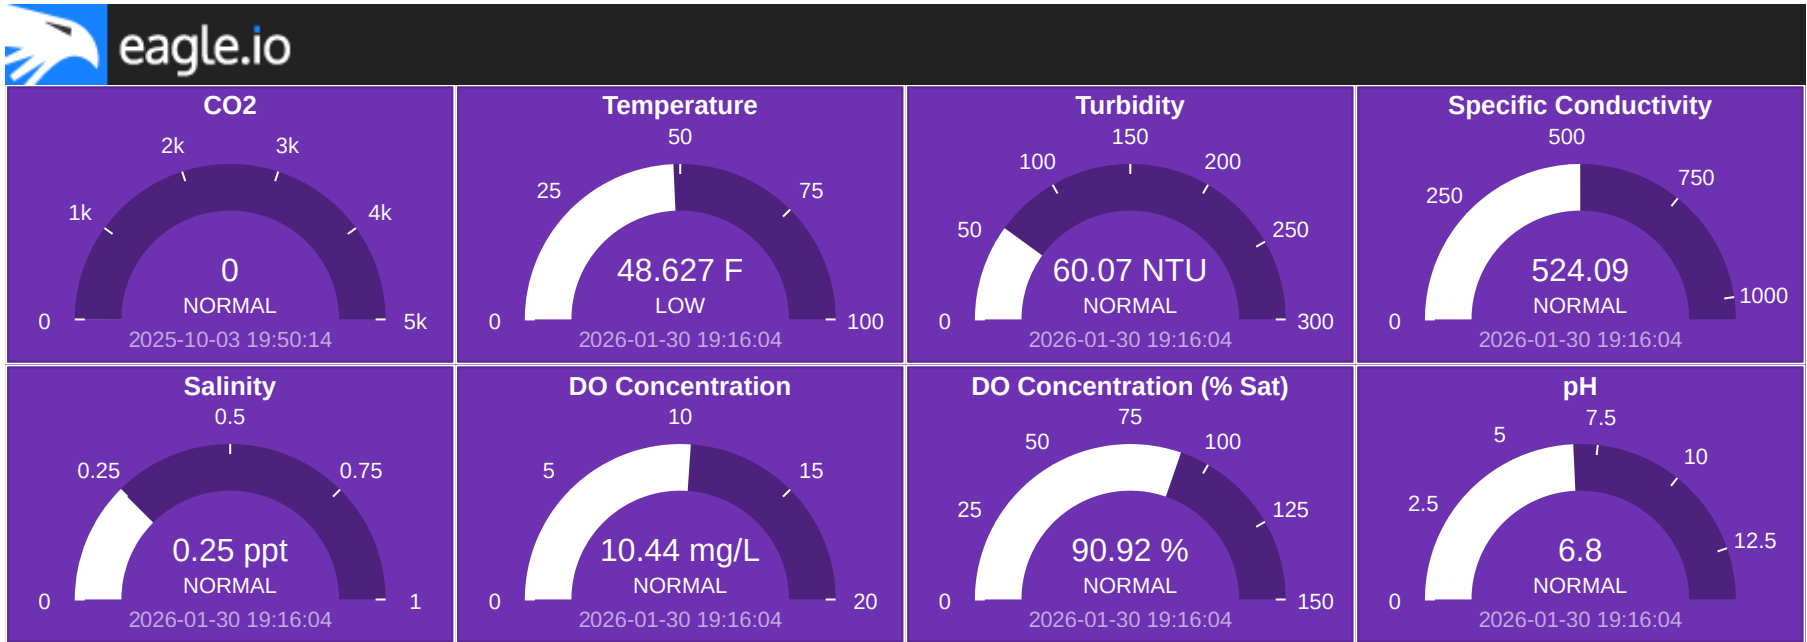 eagle.io
CO2
2k 3k
1k 4k
0
NORMAL
0 5k
2025-10-03 19:50:14
Temperature
50
25 75
48.627 F
LOW
0 100
2026-01-30 19:16:04
Turbidity
150
100 200
50 250
60.07 NTU
NORMAL
0 300
2026-01-30 19:16:04
Specific Conductivity
500
750
250
524.09
1000
NORMAL
0
2026-01-30 19:16:04
Salinity
0.5
0.25 0.75
0.25 ppt
NORMAL
0 1
2026-01-30 19:16:04
DO Concentration
10
5 15
10.44 mg/L
NORMAL
0 20
2026-01-30 19:16:04
DO Concentration (% Sat)
75
50 100
25 125
90.92 %
NORMAL
0 150
2026-01-30 19:16:04
pH
7.5
5
10
2.5
12.5
6.8
NORMAL
0
2026-01-30 19:16:04